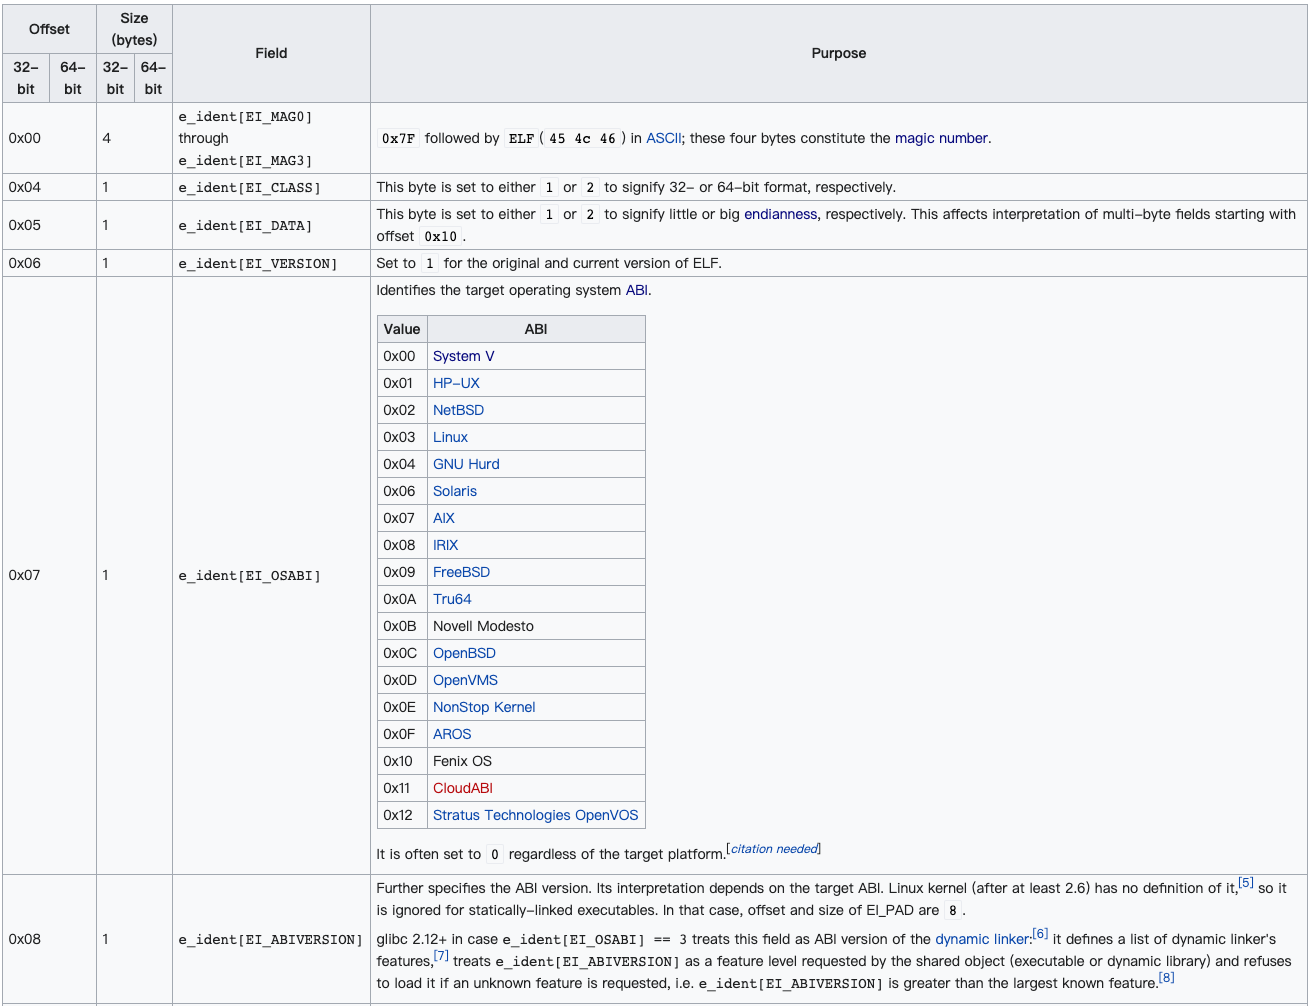 Offset
Size
(bytes)
Field
Purpose
32–
bit
64–
bit
32–
bit
64–
bit
0x00
4
e_ident[EI_MAG0]
through
e_ident[EI_MAG3]
0x7F followed by ELF ( 45 4c 46 ) in ASCII; these four bytes constitute the magic number.
0x04
1
e_ident[EI_CLASS]
This byte is set to either 1 or 2 to signify 32– or 64–bit format, respectively.
0x05
1
e_ident[EI_DATA]
This byte is set to either 1 or 2 to signify little or big endianness, respectively. This affects interpretation of multi–byte fields starting with
offset 0x10 .
0x06
1
e_ident[EI_VERSION]
Set to 1 for the original and current version of ELF.
0x07
1
e_ident[EI_OSABI]
Identifies the target operating system ABI.
Value ABI
0x00 System V
0x01 HP–UX
0x02 NetBSD
0x03 Linux
0x04 GNU Hurd
0x06 Solaris
0x07 AIX
0x08 IRIX
0x09 FreeBSD
0x0A Tru64
0x0B Novell Modesto
0x0C OpenBSD
0x0D OpenVMS
0x0E NonStop Kernel
0x0F AROS
0x10 Fenix OS
0x11 CloudABI
0x12 Stratus Technologies OpenVOS
It is often set to 0 regardless of the target platform.[citation needed]
0x08
1
e_ident[EI_ABIVERSION]
Further specifies the ABI version. Its interpretation depends on the target ABI. Linux kernel (after at least 2.6) has no definition of it,[5] so it
is ignored for statically–linked executables. In that case, offset and size of EI_PAD are 8 .
glibc 2.12+ in case e_ident[EI_OSABI] == 3 treats this field as ABI version of the dynamic linker:[6] it defines a list of dynamic linker's
features,[7] treats e_ident[EI_ABIVERSION] as a feature level requested by the shared object (executable or dynamic library) and refuses
to load it if an unknown feature is requested, i.e. e_ident[EI_ABIVERSION] is greater than the largest known feature.[8]